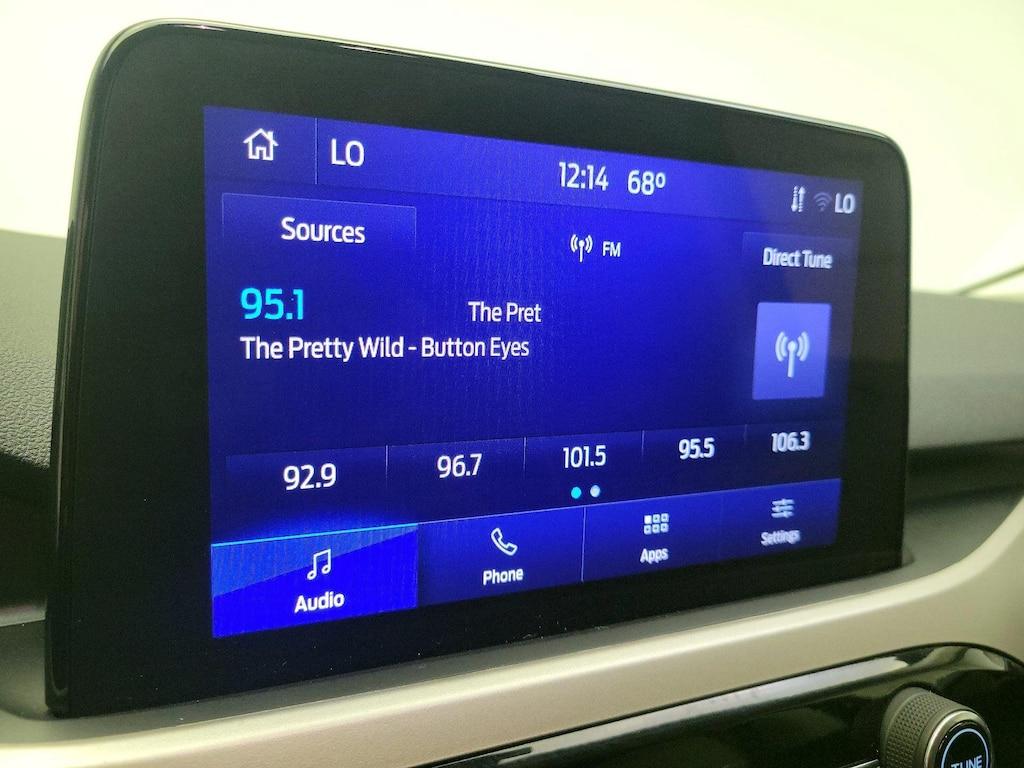 LO 12:14 68° LO
Sources FM Direct Tune
95.1 The Pret
The Pretty Wild - Button Eyes
92.9 96.7 101.5 95.5 106.3
Audio Phone Apps Settings
TUNE